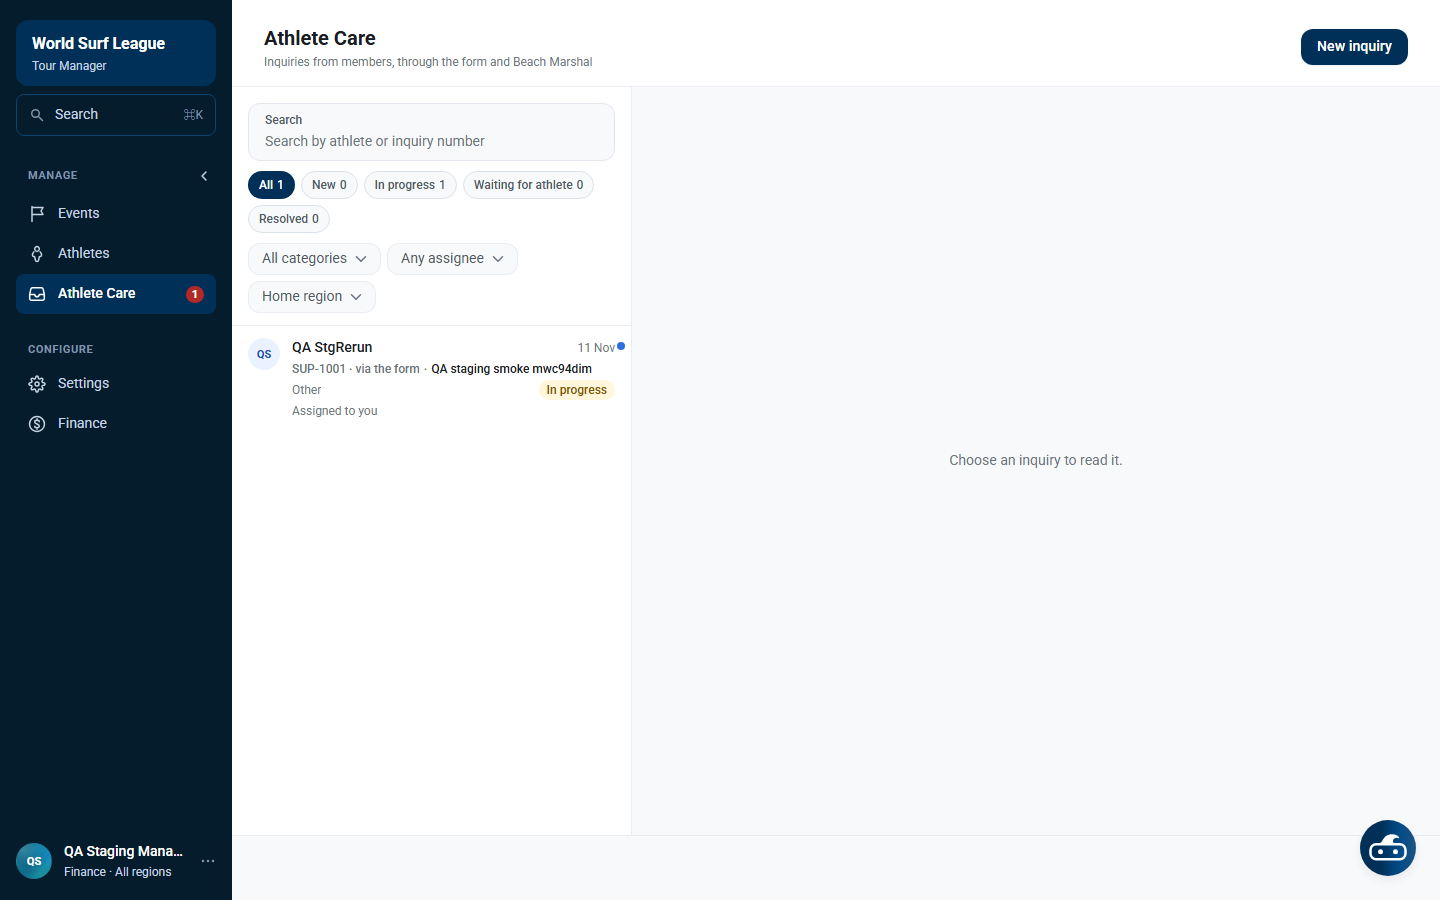 World Surf League
Tour Manager
Search ⌘K
MANAGE
Events
Athletes
Athlete Care 1
CONFIGURE
Settings
Finance
QS QA Staging Mana...
Finance · All regions
Athlete Care
Inquiries from members, through the form and Beach Marshal
New inquiry
Search
Search by athlete or inquiry number
All 1 New 0 In progress 1 Waiting for athlete 0
Resolved 0
All categories Any assignee
Home region
QS QA StgRerun 11 Nov
SUP-1001 · via the form · QA staging smoke mwc94dim
Other In progress
Assigned to you
Choose an inquiry to read it.